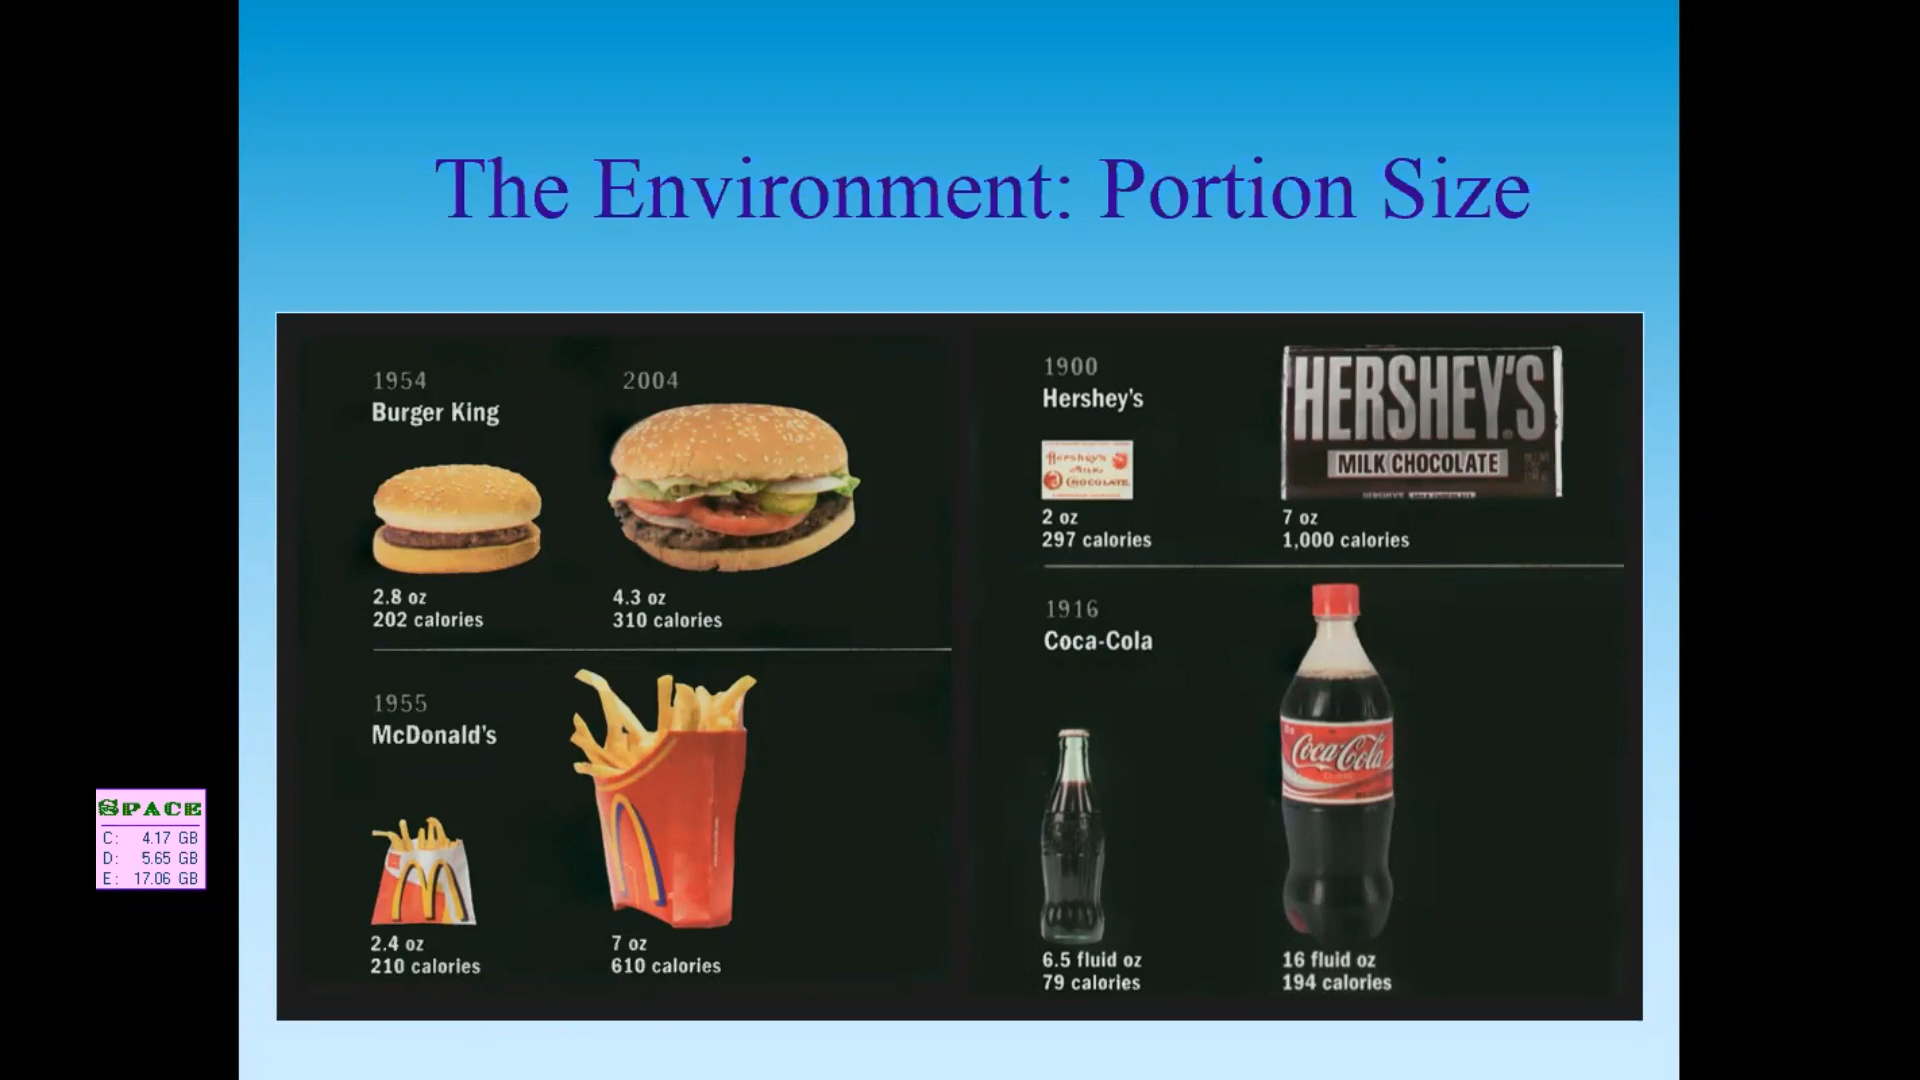 The Environment: Portion Size
1954
Burger King
2.8 oz
202 calories
2004
4.3 oz
310 calories
1955
McDonald's
2.4 oz
210 calories
7 oz
610 calories
1900
Hershey's
Hershey's
Milk
Chocolate
2 oz
297 calories
HERSHEY'S
MILK CHOCOLATE
7 oz
1,000 calories
1916
Coca-Cola
6.5 fluid oz
79 calories
Coca-Cola
16 fluid oz
194 calories
SPACE
C: 4.17 GB
D: 5.65 GB
E: 17.06 GB